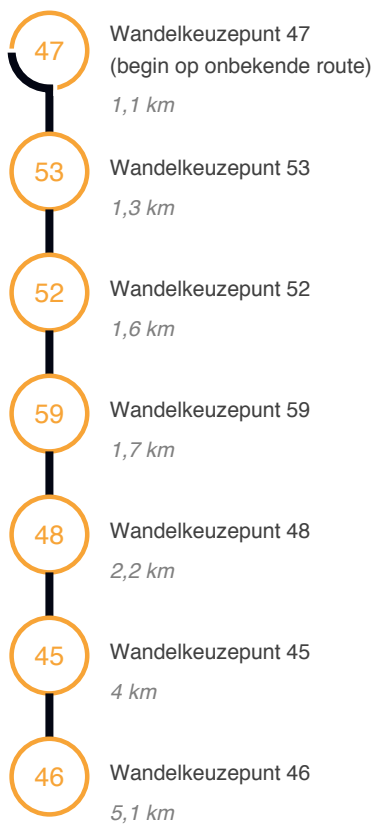 47
Wandelkeuzepunt 47
(begin op onbekende route)
1,1 km
53
Wandelkeuzepunt 53
1,3 km
52
Wandelkeuzepunt 52
1,6 km
59
Wandelkeuzepunt 59
1,7 km
48
Wandelkeuzepunt 48
2,2 km
45
Wandelkeuzepunt 45
4 km
46
Wandelkeuzepunt 46
5,1 km